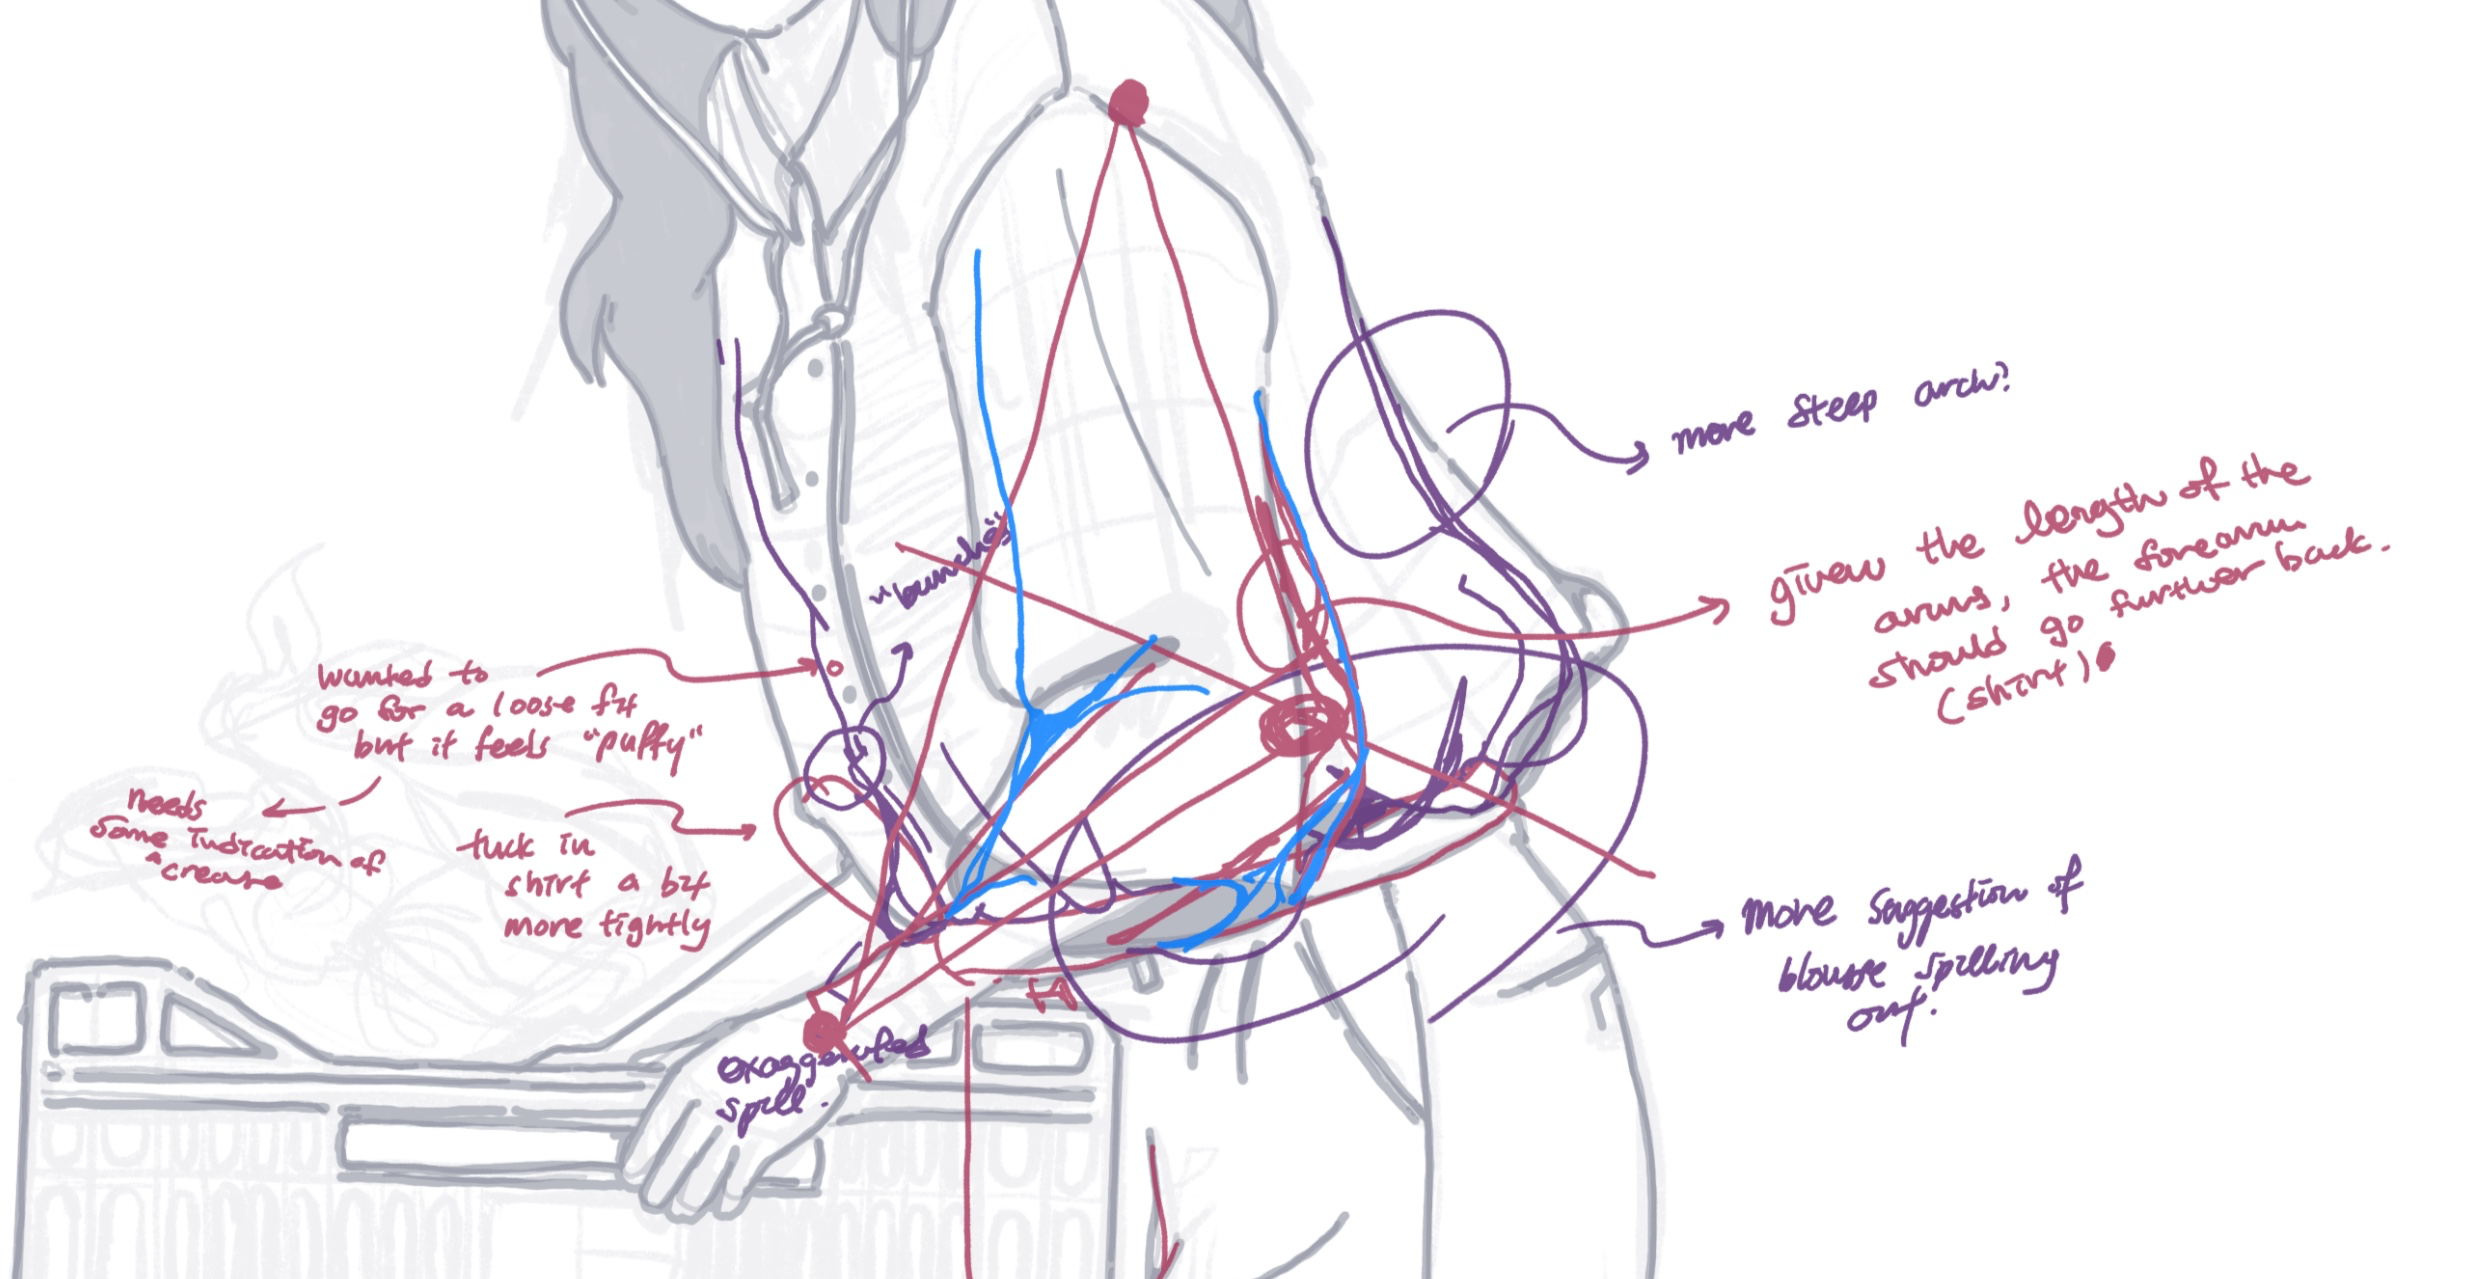 more steep arch?
given the length of the
arms, the forearm
should go further back.
(shirt)
"bunches"
wanted to
go for a loose fit
but it feels "puffy"
needs
some indication of
a crease
tuck in
shirt a bit
more tightly
more suggestion of
blouse spilling
out.
exaggerated
spill.